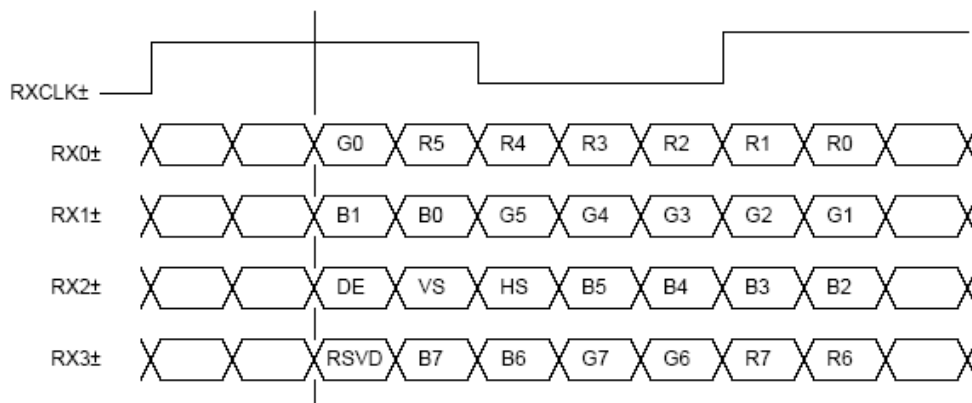 RXCLK±
RX0± G0 R5 R4 R3 R2 R1 R0
RX1± B1 B0 G5 G4 G3 G2 G1
RX2± DE VS HS B5 B4 B3 B2
RX3± RSVD B7 B6 G7 G6 R7 R6